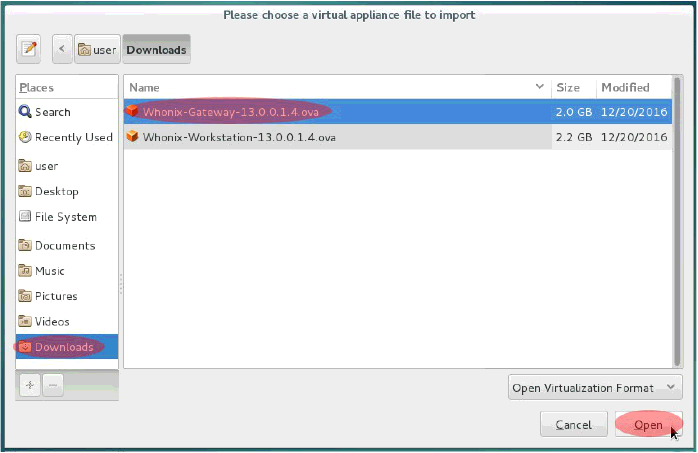 Please choose a virtual appliance file to import
user Downloads
Places
Search
Recently Used
user
Desktop
File System
Documents
Music
Pictures
Videos
Downloads
Name Size Modified
Whonix-Gateway-13.0.0.1.4.ova 2.0 GB 12/20/2016
Whonix-Workstation-13.0.0.1.4.ova 2.2 GB 12/20/2016
Open Virtualization Format
Cancel Open